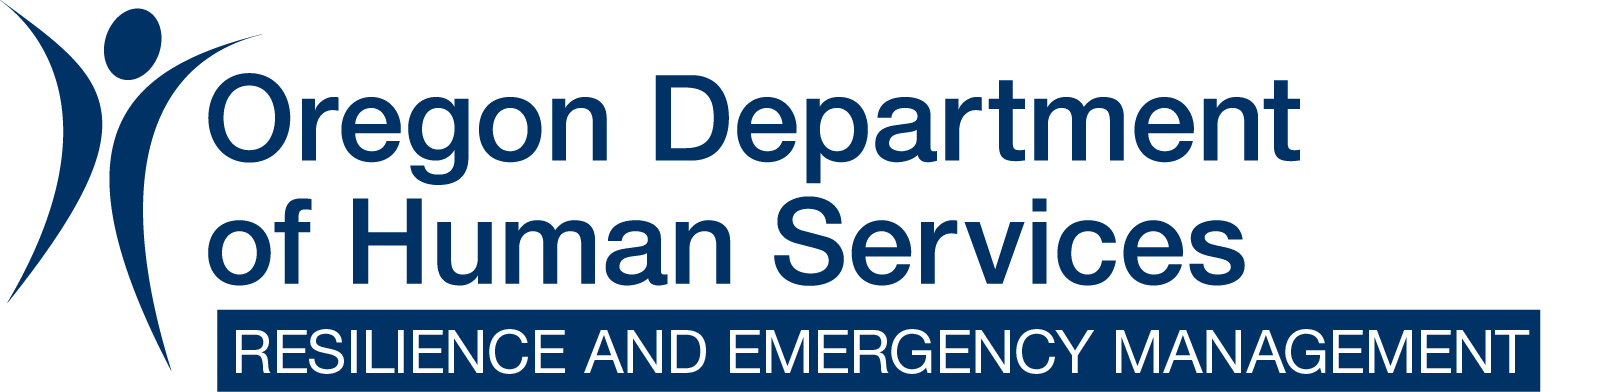 Oregon Department
of Human Services
RESILIENCE AND EMERGENCY MANAGEMENT